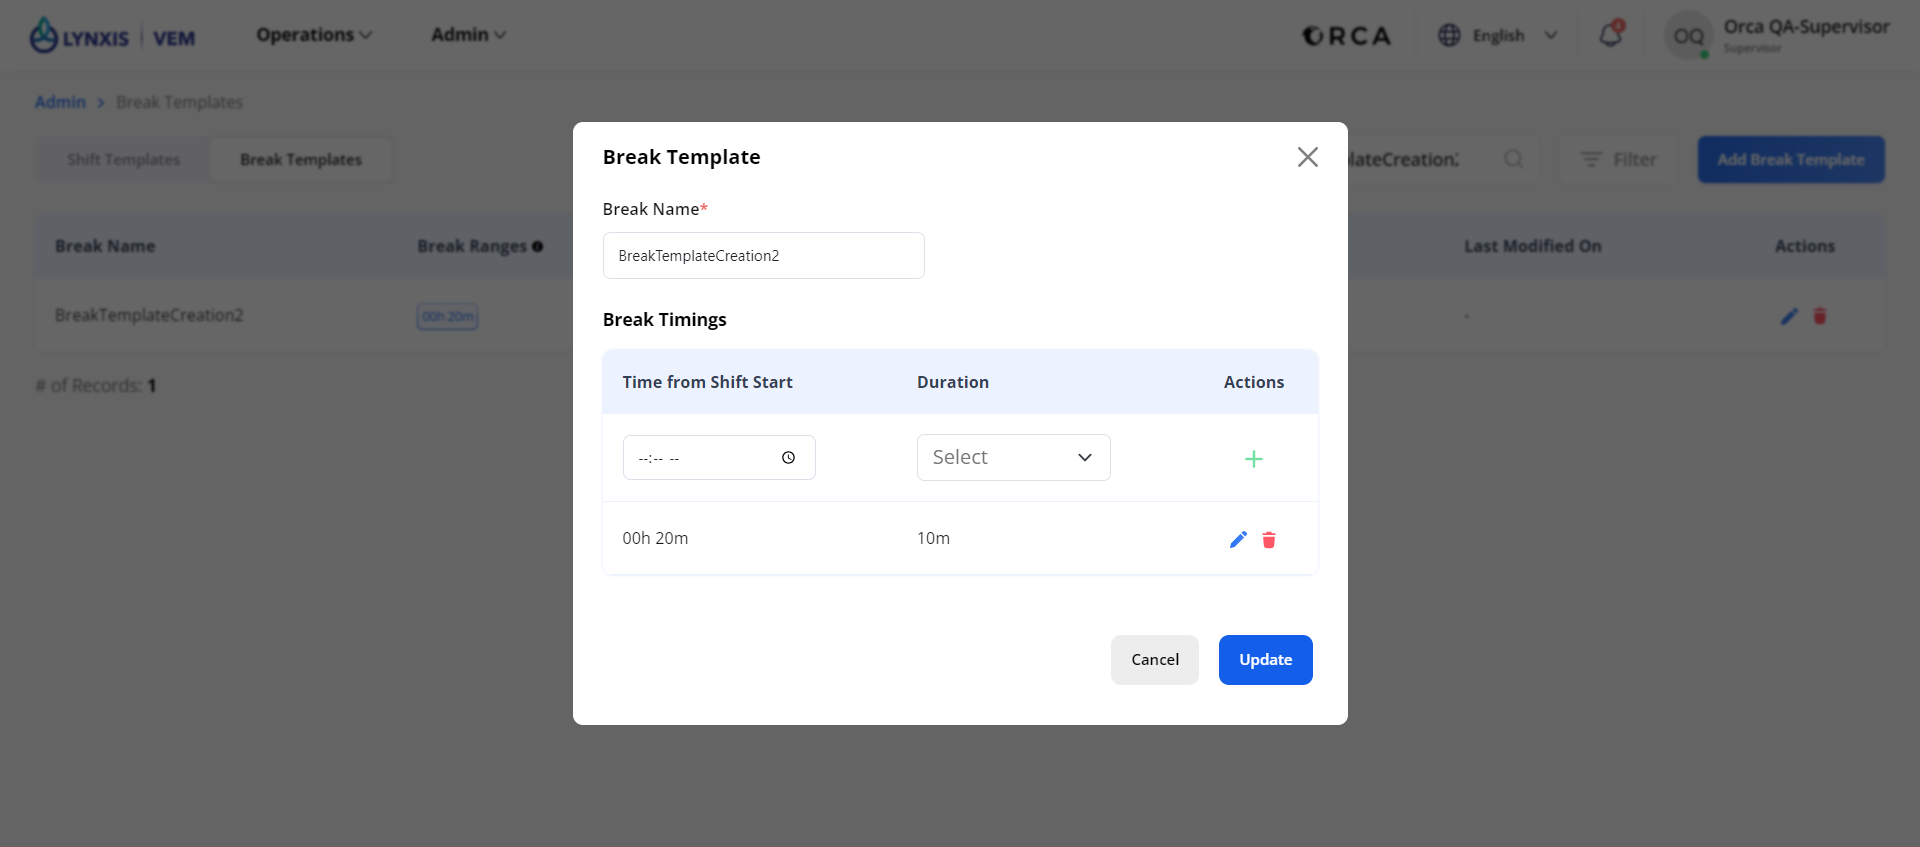 LYNXIS | VEM
Operations
Admin
ORCA
English
4
OQ
Orca QA-Supervisor
Supervisor
Admin > Break Templates
Shift Templates
Break Templates
lateCreation2
Filter
Add Break Template
Break Name
Break Ranges
Last Modified On
Actions
BreakTemplateCreation2
00h 20m
-
# of Records: 1
Break Template
Break Name*
BreakTemplateCreation2
Break Timings
Time from Shift Start
Duration
Actions
--:-- --
Select
00h 20m
10m
Cancel
Update